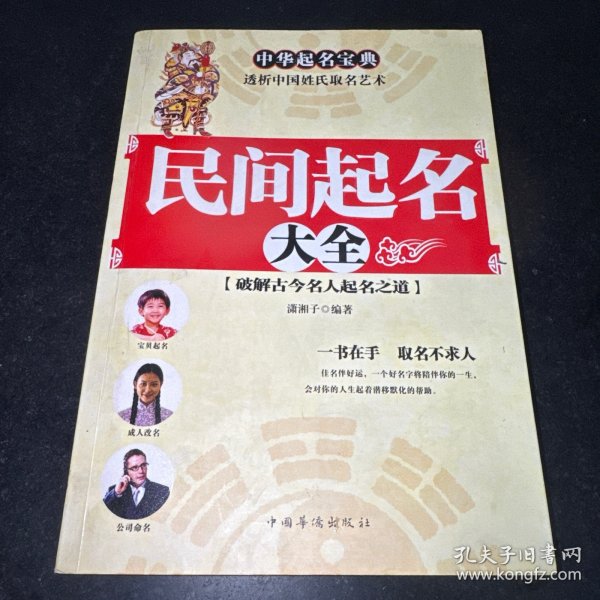 中华起名宝典
透析中国姓氏取名艺术
民间起名
大全
【破解古今名人起名之道】
潇湘子◎编著
宝贝起名
一书在手 取名不求人
佳名伴好运，一个好名字将陪伴你的一生，
会对你的人生起着潜移默化的帮助。
成人改名
公司命名
中国华侨出版社
孔夫子旧书网
www.kongfz.com